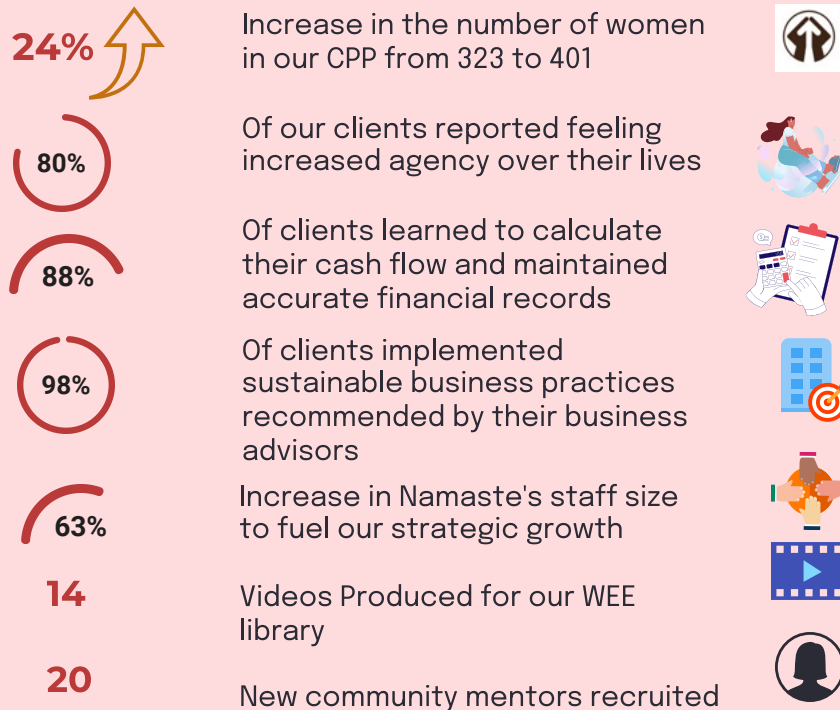 24%
Increase in the number of women
in our CPP from 323 to 401
80%
Of our clients reported feeling
increased agency over their lives
88%
Of clients learned to calculate
their cash flow and maintained
accurate financial records
98%
Of clients implemented
sustainable business practices
recommended by their business
advisors
63%
Increase in Namaste's staff size
to fuel our strategic growth
14
Videos Produced for our WEE
library
20
New community mentors recruited